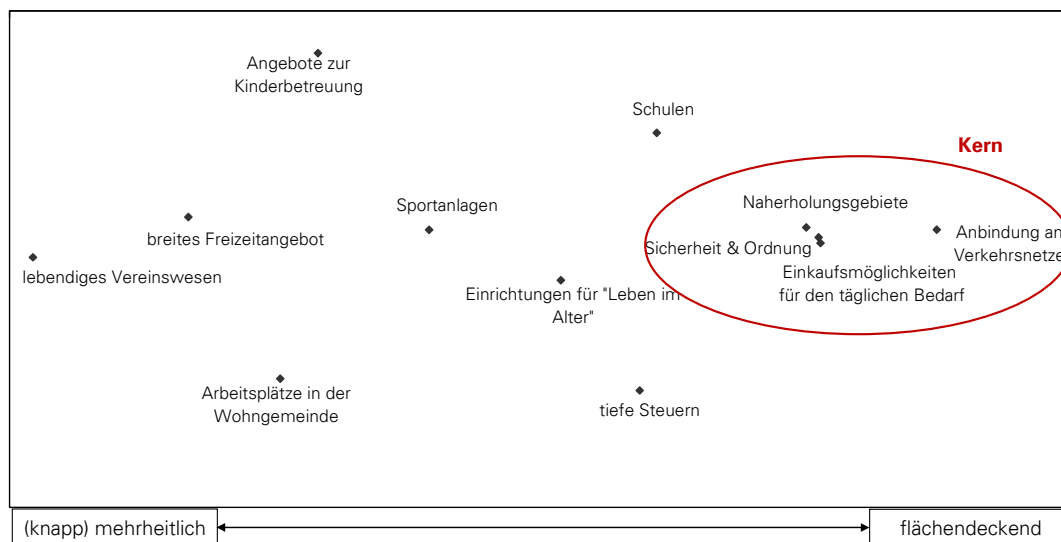 Angebote zur
Kinderbetreuung
Schulen
Kern
Naherholungsgebiete
Sportanlagen
breites Freizeitangebot
Sicherheit & Ordnung
Anbindung an
Verkehrsnetze
lebendiges Vereinswesen
Einkaufsmöglichkeiten
für den täglichen Bedarf
Einrichtungen für "Leben im
Alter"
Arbeitsplätze in der
Wohngemeinde
tiefe Steuern
(knapp) mehrheitlich
flächendeckend